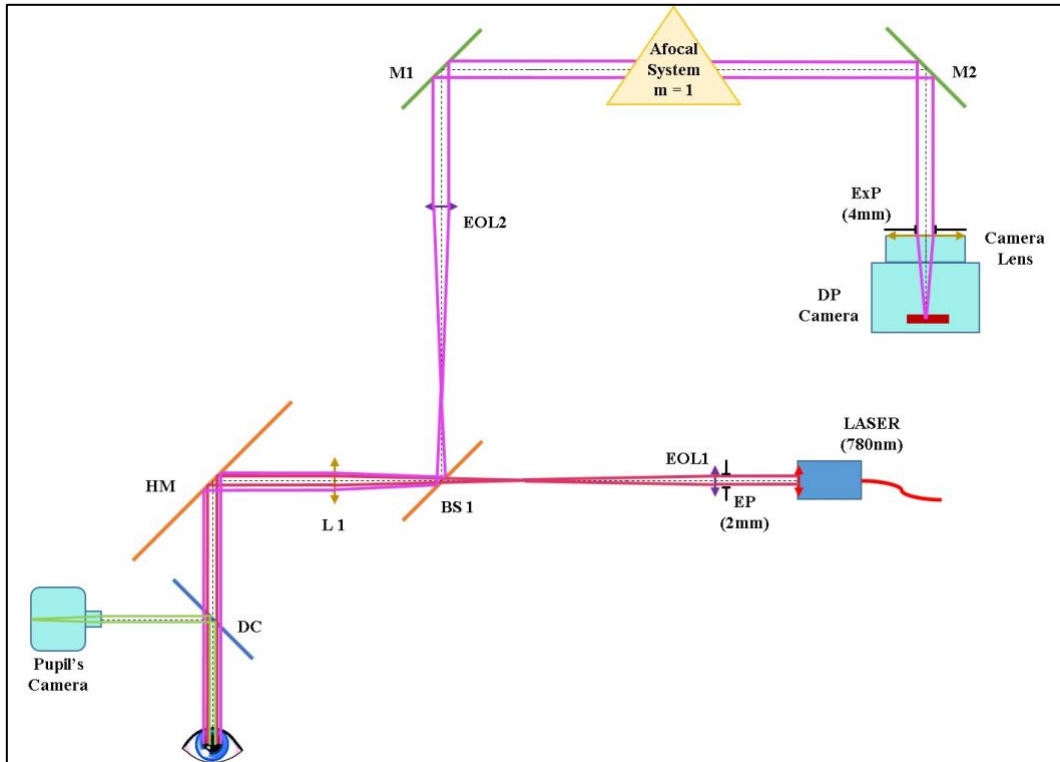 Afocal
System
m = 1
M1
M2
EOL2
ExP
(4mm)
Camera
Lens
DP
Camera
LASER
(780nm)
EOL1
EP
(2mm)
HM
L 1
BS 1
DC
Pupil's
Camera